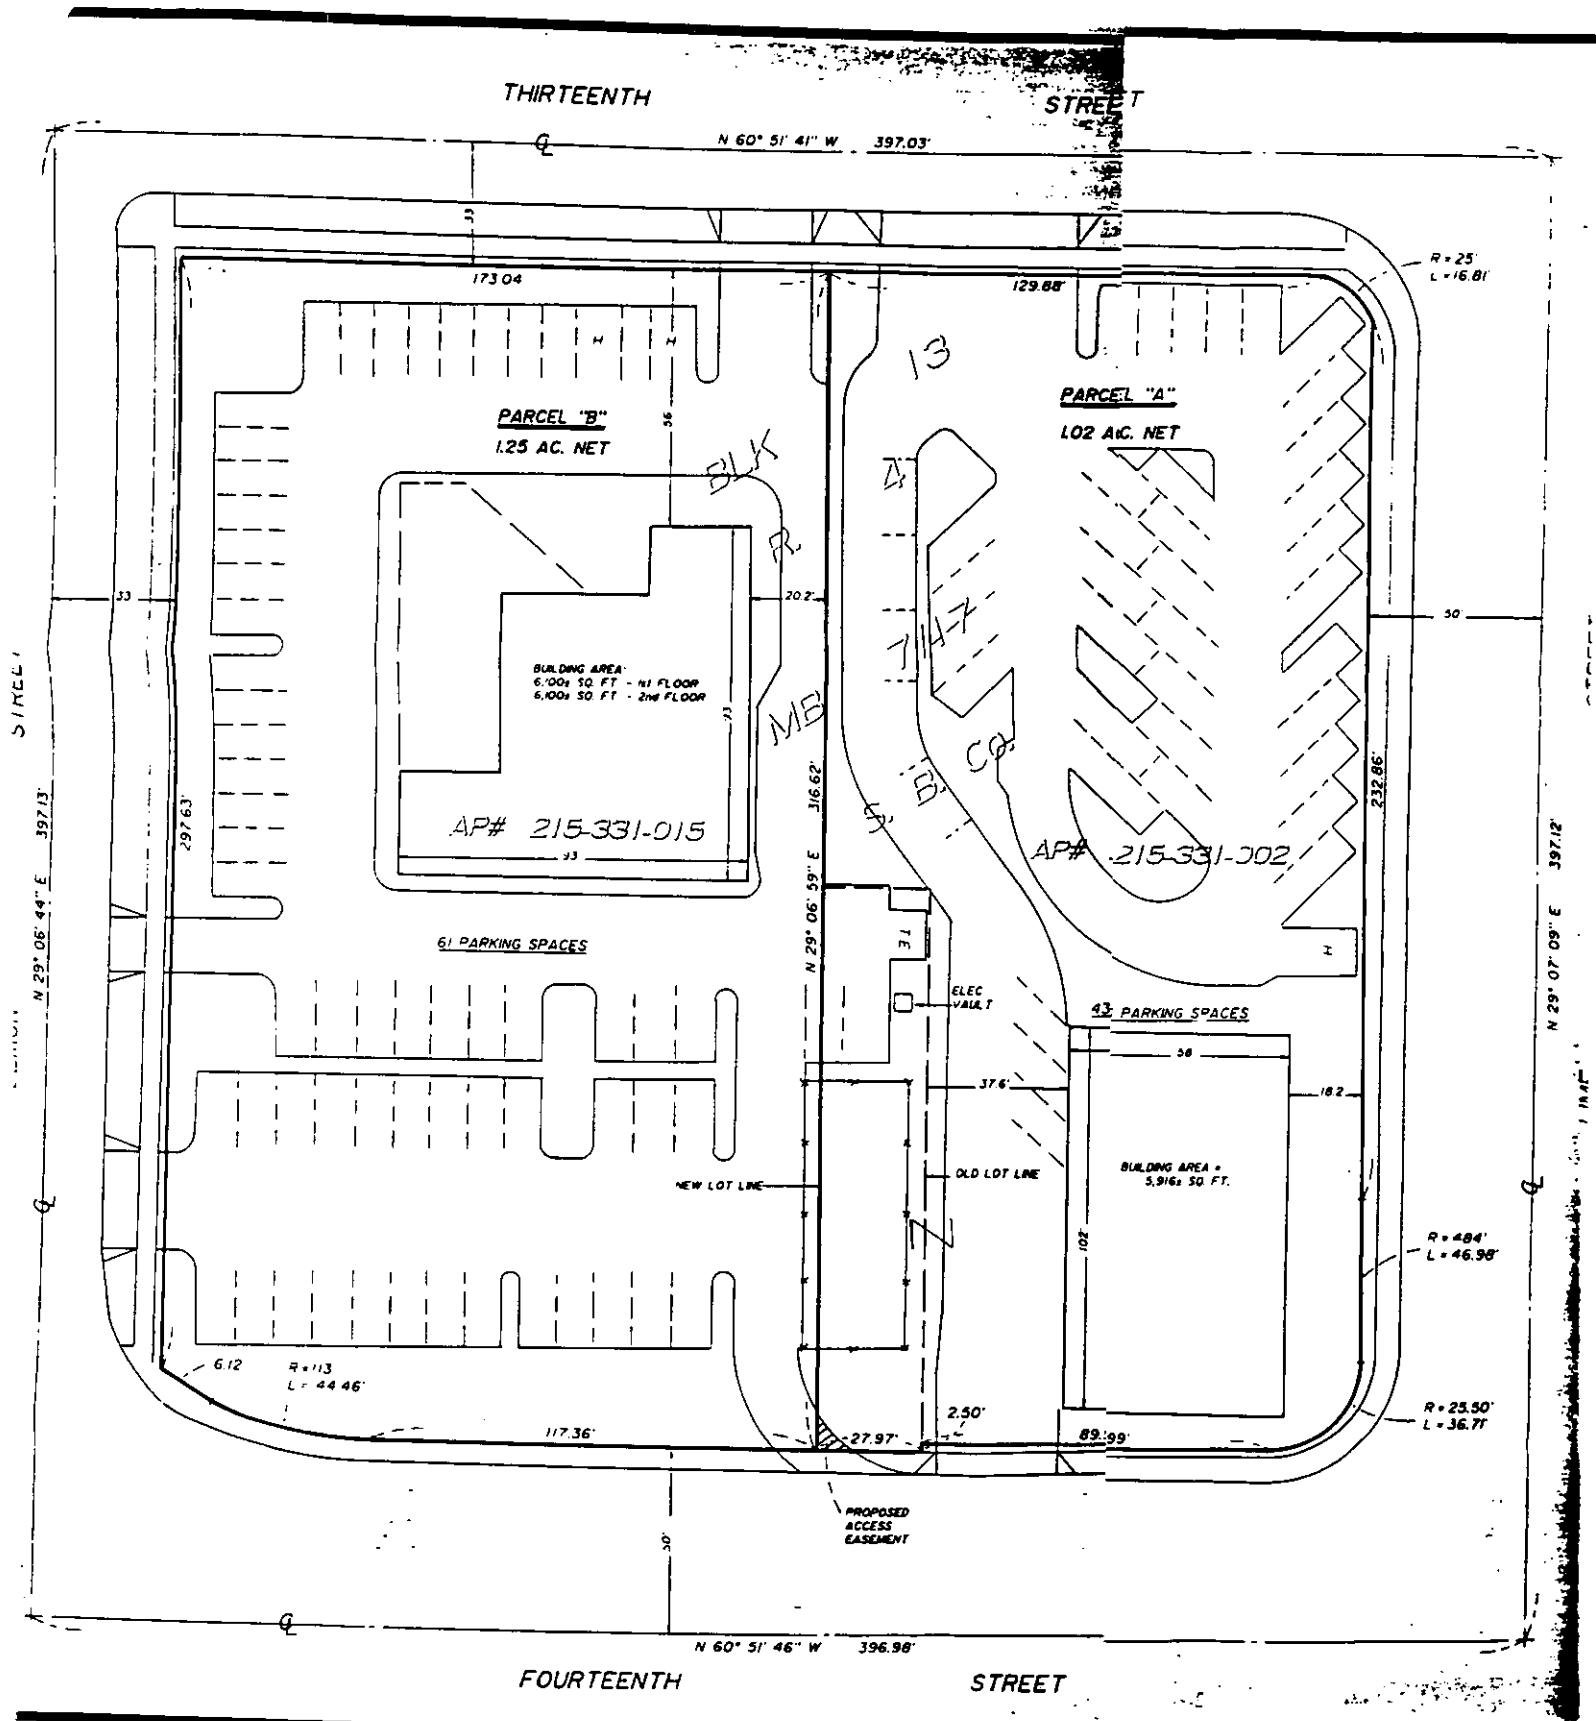 THIRTEENTH STREET
N 60° 51' 41" W 397.03'
33
R = 25'
L = 16.81'
173.04
129.88'
13
PARCEL "B"
1.25 AC. NET
PARCEL "A"
1.02 AC. NET
H
H
56
BLK
4
R.
33
20.2'
714-7
50'
BUILDING AREA
6,100± SQ. FT. - 1st FLOOR
6,100± SQ. FT. - 2nd FLOOR
93
MB
CO.
B.
5
STREET
297.63'
316.62'
232.86'
N 29° 06' 44" E 397.13'
N 29° 06' 59" E
N 29° 07' 09" E 397.12'
AP# 215-331-015
93
AP# 215-331-002
61 PARKING SPACES
TE
H
ELEC
VAULT
43 PARKING SPACES
58
37.6'
18.2
NEW LOT LINE
OLD LOT LINE
BUILDING AREA =
5,916± SQ. FT.
102'
R = 484'
L = 46.98'
6.12
R = 113
L = 44.46'
R = 25.50'
L = 36.71'
117.36'
27.97'
2.50'
89.99'
PROPOSED
ACCESS
EASEMENT
50'
N 60° 51' 46" W 396.98'
FOURTEENTH STREET